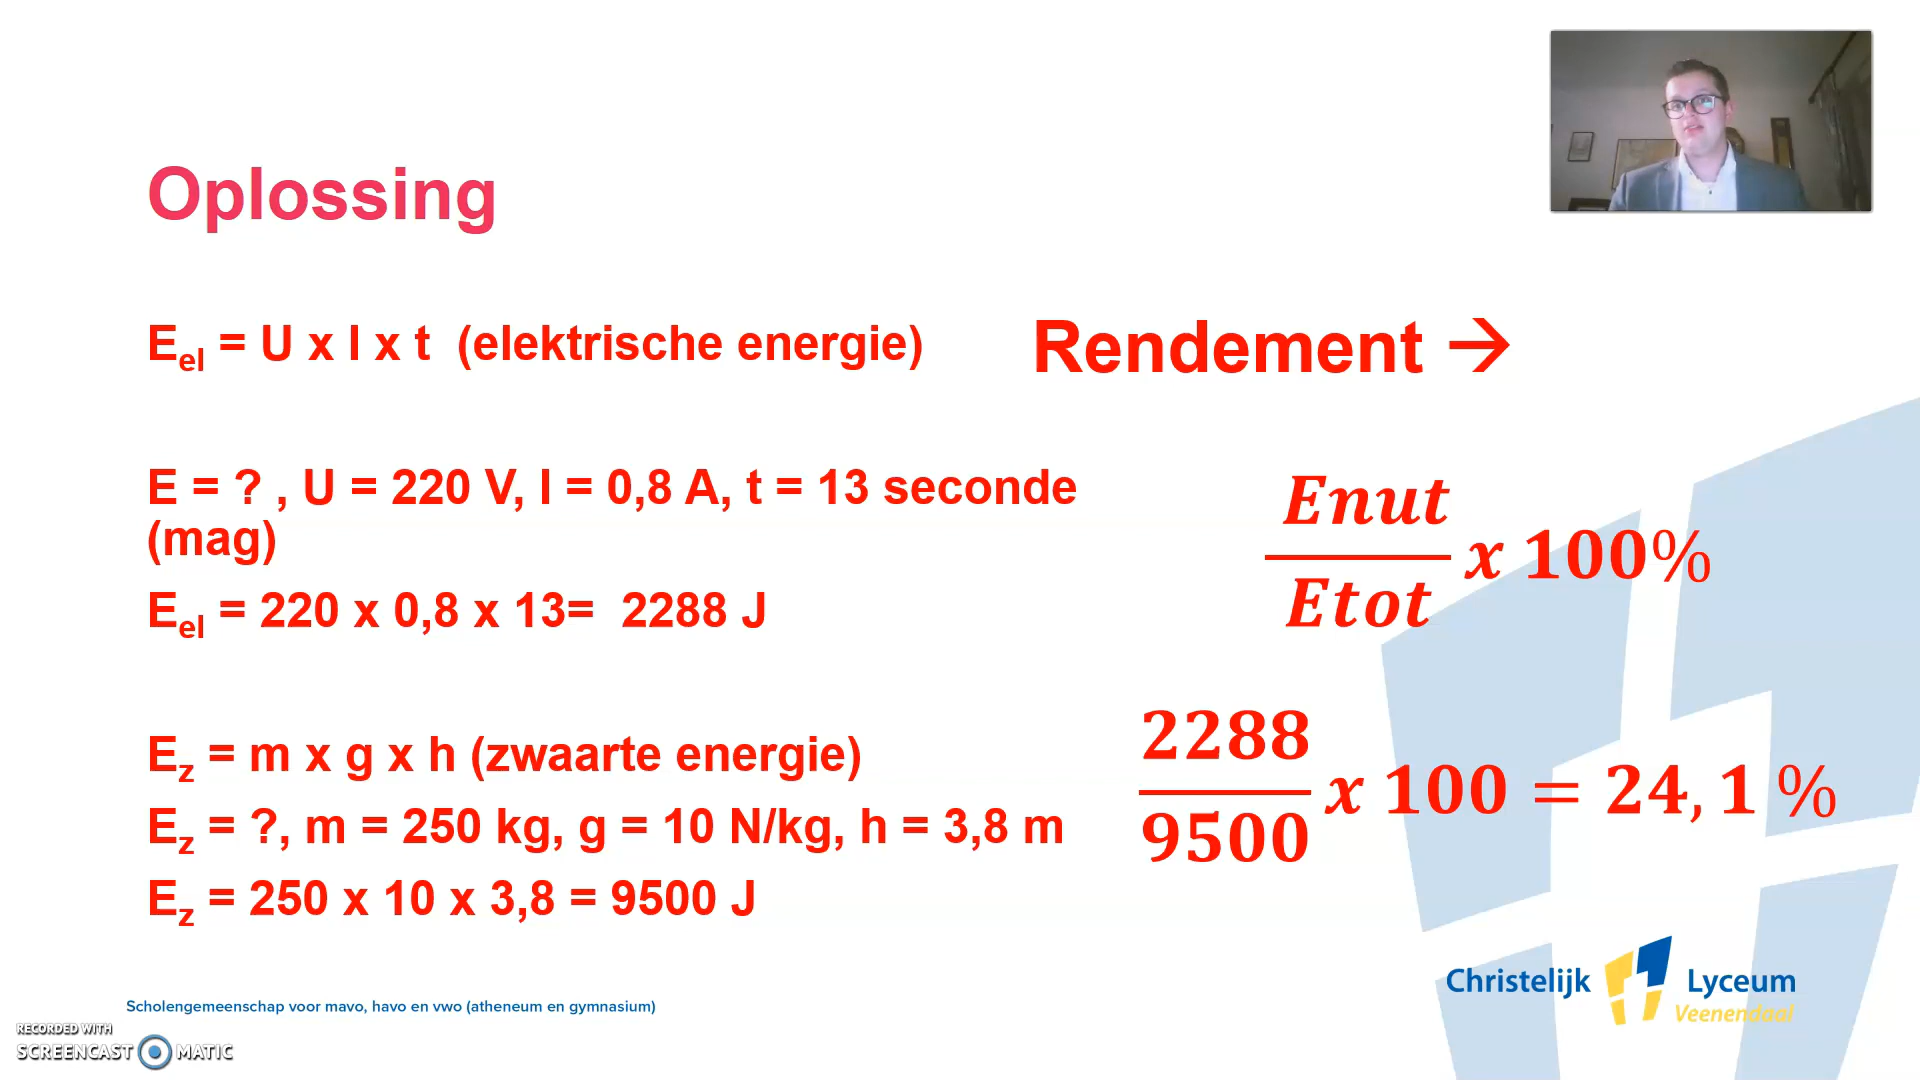 Oplossing
Eel = U x I x t  (elektrische energie)
E = ? , U = 220 V, I = 0,8 A, t = 13 seconde
(mag)
Eel = 220 x 0,8 x 13=  2288 J
Ez = m x g x h (zwaarte energie)
Ez = ?, m = 250 kg, g = 10 N/kg, h = 3,8 m
Ez = 250 x 10 x 3,8 = 9500 J
Rendement →
Enut
x 100%
Etot
2288
x 100 = 24,1 %
9500
Scholengemeenschap voor mavo, havo en vwo (atheneum en gymnasium)
Christelijk Lyceum
Veenendaal
RECORDED WITH
SCREENCAST MATIC